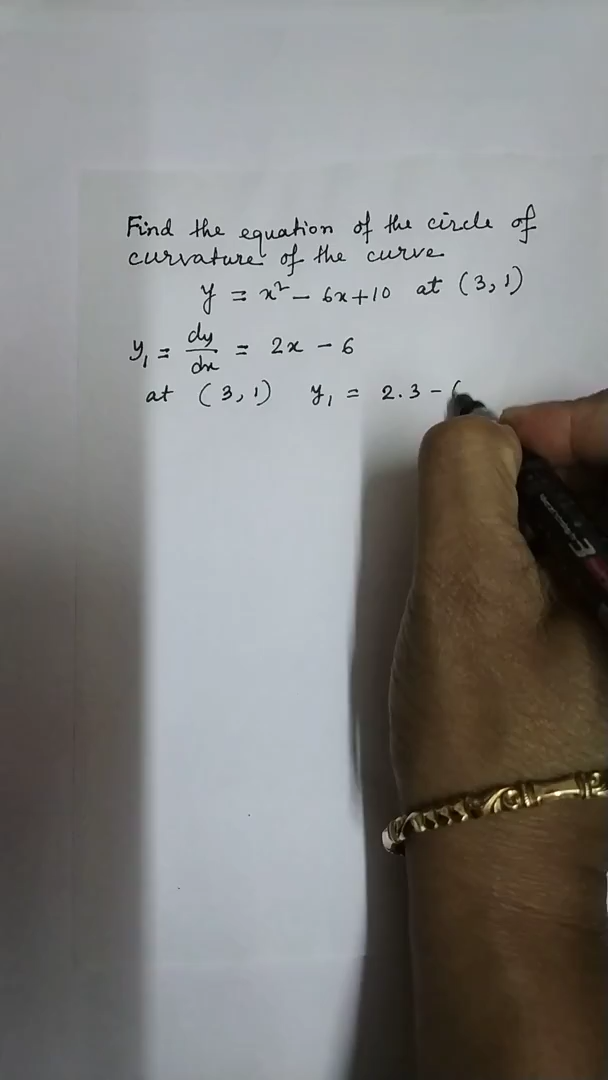 Find the equation of the circle of
curvature of the curve
y = x² - 6x + 10 at (3, 1)
y₁ = dy/dx = 2x - 6
at (3, 1) y₁ = 2.3 -